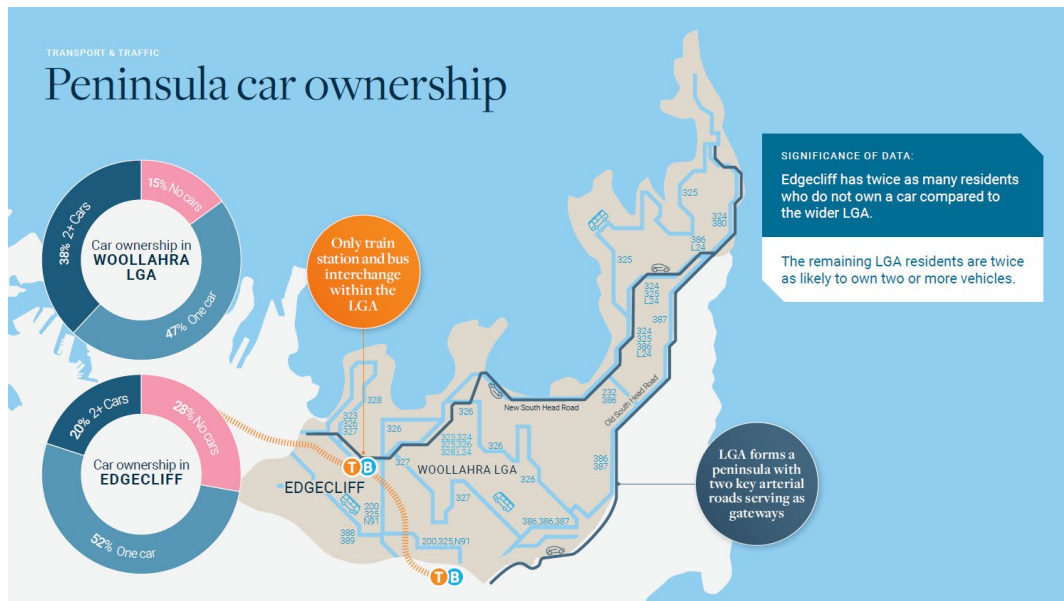 TRANSPORT & TRAFFIC
Peninsula car ownership
15% No cars
38% 2+ Cars
47% One car
Car ownership in
WOOLLAHRA
LGA
28% No cars
20% 2+ Cars
52% One car
Car ownership in
EDGECLIFF
Only train
station and bus
interchange
within the
LGA
SIGNIFICANCE OF DATA:
Edgecliff has twice as many residents
who do not own a car compared to
the wider LGA.
The remaining LGA residents are twice
as likely to own two or more vehicles.
325
324
380
386
L24
325
324
325
L24
387
324
325
386
L24
232
386
New South Head Road
Old South Head Road
328
323
326
327
326
326
323,324
325,326
328,L24
326
327
WOOLLAHRA LGA
326
386
387
T B
EDGECLIFF
327
200
325
N91
386,386,387
388
389
200,325,N91
T B
LGA forms a
peninsula with
two key arterial
roads serving as
gateways